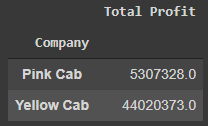 Total Profit
Company
Pink Cab 5307328.0
Yellow Cab 44020373.0